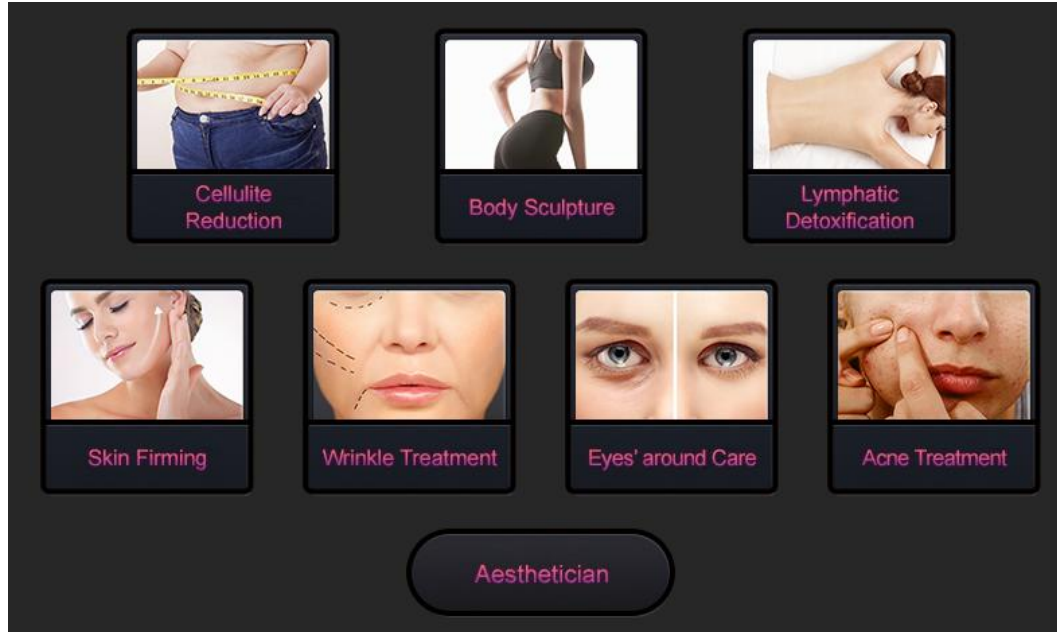 Cellulite
Reduction
Body Sculpture
Lymphatic
Detoxification
Skin Firming
Wrinkle Treatment
Eyes' around Care
Acne Treatment
Aesthetician